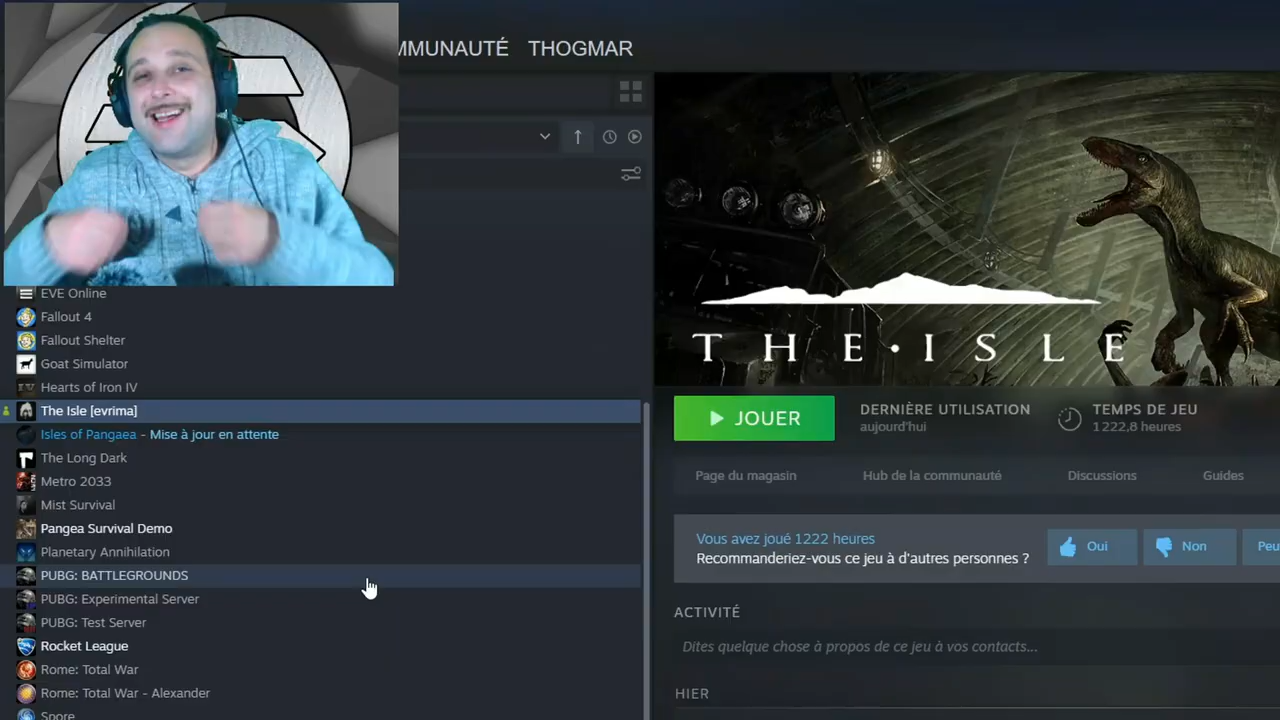 MMUNAUTÉ THOGMAR
EVE Online
Fallout 4
Fallout Shelter
Goat Simulator
Hearts of Iron IV
The Isle [evrima]
Isles of Pangaea - Mise à jour en attente
The Long Dark
Metro 2033
Mist Survival
Pangea Survival Demo
Planetary Annihilation
PUBG: BATTLEGROUNDS
PUBG: Experimental Server
PUBG: Test Server
Rocket League
Rome: Total War
Rome: Total War - Alexander
Spore
THE•ISLE
JOUER
DERNIÈRE UTILISATION
aujourd'hui
TEMPS DE JEU
1 222,8 heures
Page du magasin Hub de la communauté Discussions Guides
Vous avez joué 1222 heures
Recommanderiez-vous ce jeu à d'autres personnes ?
Oui Non Peu
ACTIVITÉ
Dites quelque chose à propos de ce jeu à vos contacts...
HIER